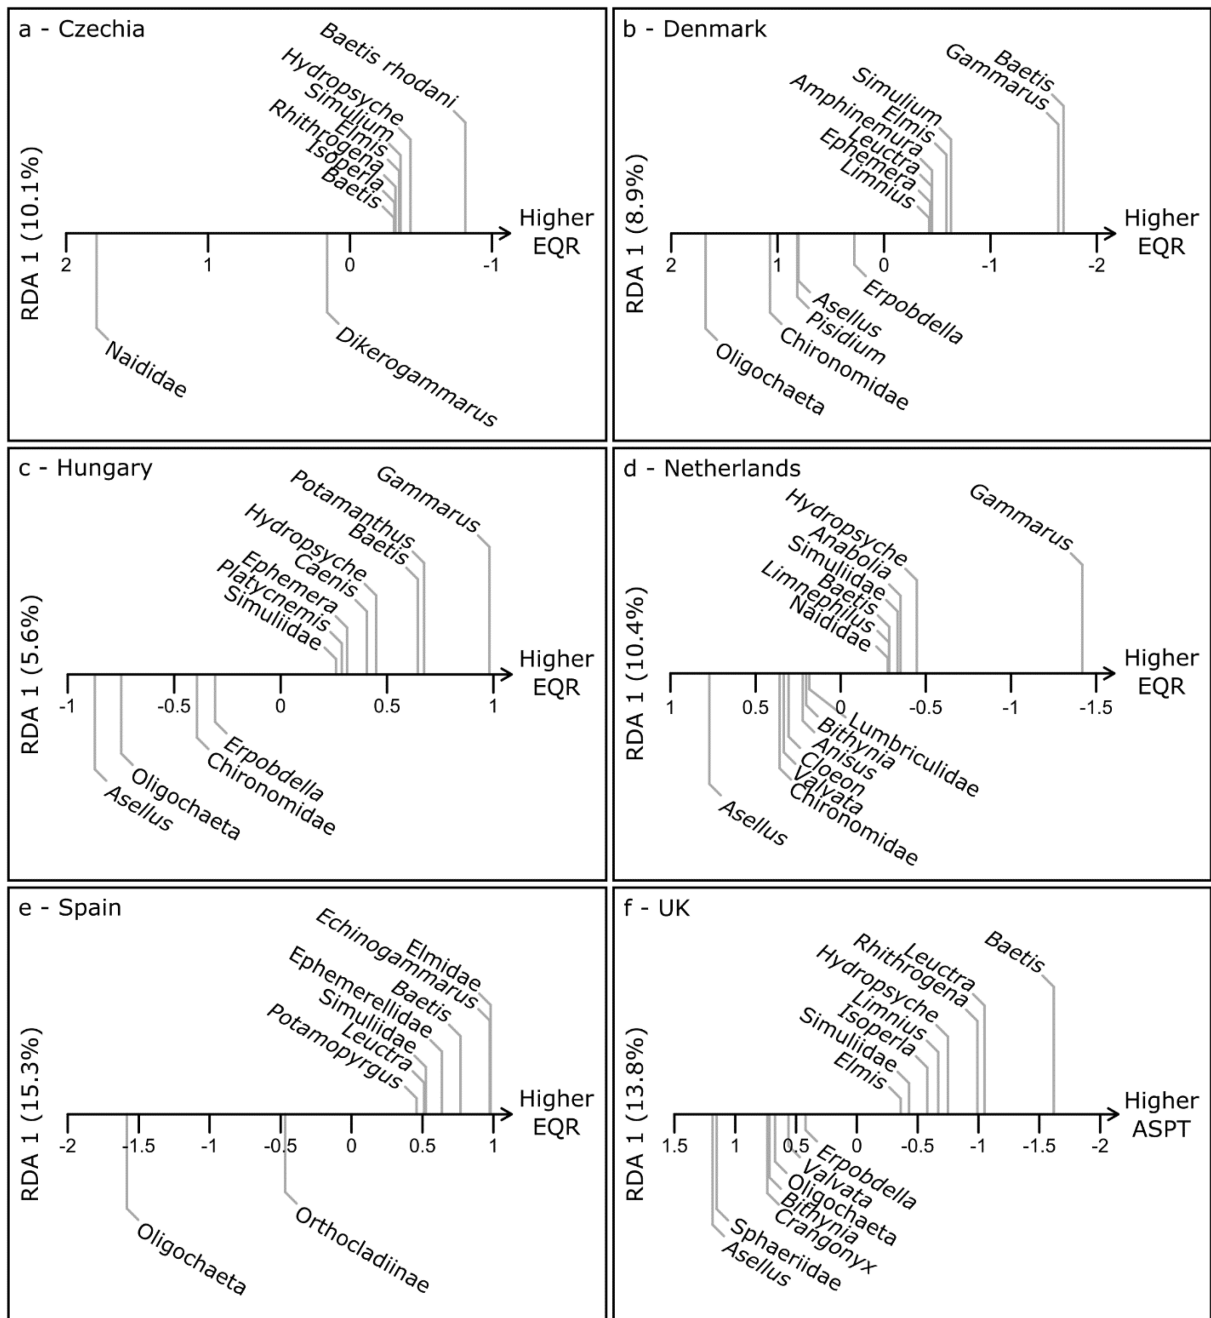 a - Czechia
Baetis rhodani
Hydropsyche
Simulium
Elmis
Rhithrogena
Isoperla
Baetis
RDA 1 (10.1%)
Higher
EQR
2
1
0
-1
Naididae
Dikerogammarus
b - Denmark
Baetis
Gammarus
Simulium
Elmis
Amphinemura
Leuctra
Ephemera
Limnius
RDA 1 (8.9%)
Higher
EQR
2
1
0
-1
-2
Erpobdella
Asellus
Pisidium
Chironomidae
Oligochaeta
c - Hungary
Gammarus
Potamanthus
Baetis
Hydropsyche
Caenis
Ephemera
Platycnemis
Simuliidae
RDA 1 (5.6%)
Higher
EQR
-1
-0.5
0
0.5
1
Erpobdella
Chironomidae
Oligochaeta
Asellus
d - Netherlands
Gammarus
Hydropsyche
Anabolia
Simuliidae
Baetis
Limnephilus
Naididae
RDA 1 (10.4%)
Higher
EQR
1
0.5
0
-0.5
-1
-1.5
Lumbriculidae
Bithynia
Anisus
Cloeon
Valvata
Chironomidae
Asellus
e - Spain
Elmidae
Echinogammarus
Baetis
Ephemerellidae
Simuliidae
Leuctra
Potamopyrgus
RDA 1 (15.3%)
Higher
EQR
-2
-1.5
-1
-0.5
0
0.5
1
Orthocladiinae
Oligochaeta
f - UK
Baetis
Leuctra
Rhithrogena
Hydropsyche
Limnius
Isoperla
Simuliidae
Elmis
RDA 1 (13.8%)
Higher
ASPT
1.5
1
0.5
0
-0.5
-1
-1.5
-2
Erpobdella
Valvata
Oligochaeta
Bithynia
Crangonyx
Sphaeriidae
Asellus